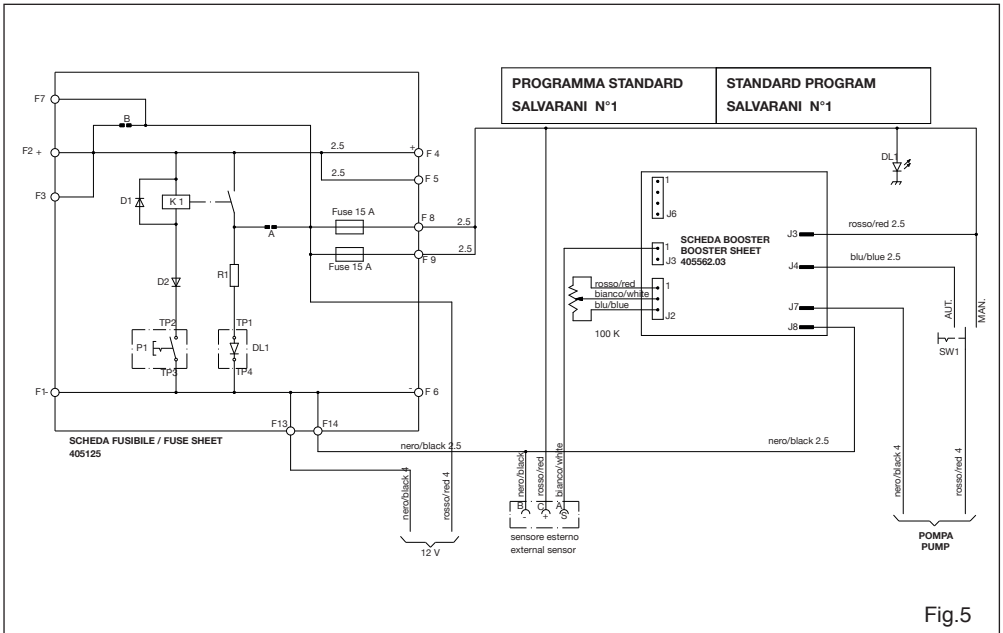 PROGRAMMA STANDARD
SALVARANI N°1
STANDARD PROGRAM
SALVARANI N°1
F7
B
F2 +
2.5
+ F 4
2.5
F 5
F3
D1
K 1
A
Fuse 15 A
F 8
2.5
Fuse 15 A
F 9
2.5
D2
R1
TP2
P1
TP3
TP1
DL1
TP4
F1-
- F 6
F13
F14
SCHEDA FUSIBILE / FUSE SHEET
405125
nero/black 2.5
nero/black 4
rosso/red 4
12 V
DL1
1
J6
1
J3
SCHEDA BOOSTER
BOOSTER SHEET
405562.03
rosso/red
bianco/white
blu/blue
1
J2
100 K
J3
rosso/red 2.5
J4
blu/blue 2.5
J7
J8
AUT.
MAN.
SW1
nero/black 2.5
nero/black
rosso/red
bianco/white
B C A
- + S
sensore esterno
external sensor
nero/black 4
rosso/red 4
POMPA
PUMP
Fig.5